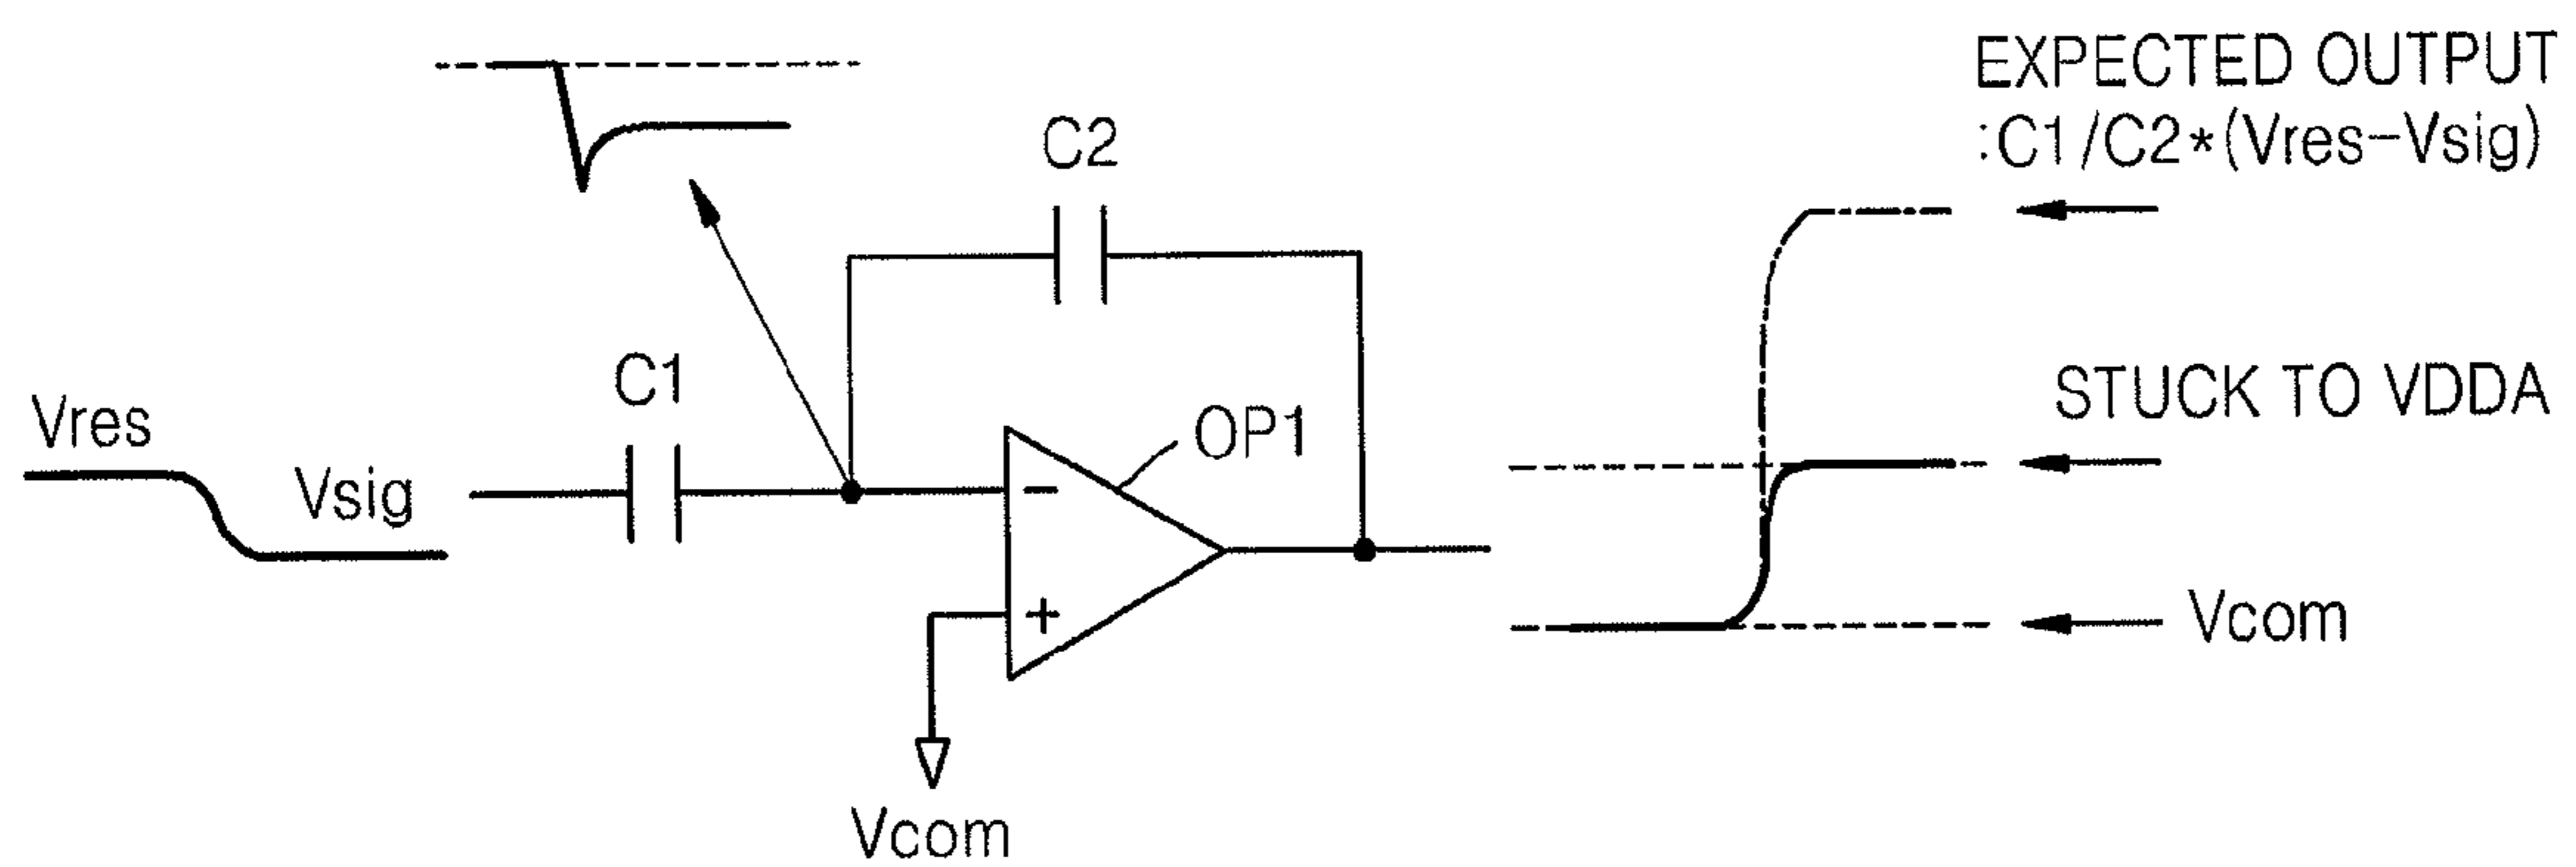 EXPECTED OUTPUT
:C1/C2*(Vres-Vsig)
C2
C1
Vres
Vsig
OP1
STUCK TO VDDA
-
+
Vcom
Vcom